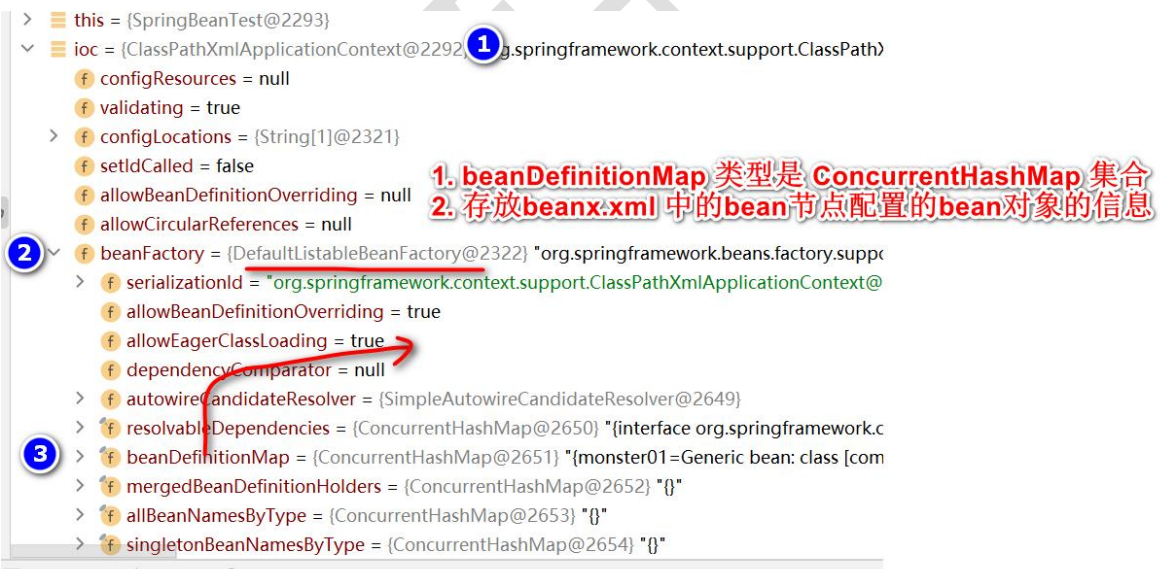 this = {SpringBeanTest@2293}
ioc = {ClassPathXmlApplicationContext@2292} 1 g.springframework.context.support.ClassPathX
f configResources = null
f validating = true
f configLocations = {String[1]@2321}
f setIdCalled = false
f allowBeanDefinitionOverriding = null
f allowCircularReferences = null
1. beanDefinitionMap 类型是 ConcurrentHashMap 集合
2. 存放beanx.xml 中的bean节点配置的bean对象的信息
2 f beanFactory = {DefaultListableBeanFactory@2322} "org.springframework.beans.factory.suppo
f serializationId = "org.springframework.context.support.ClassPathXmlApplicationContext@
f allowBeanDefinitionOverriding = true
f allowEagerClassLoading = true
f dependencyComparator = null
f autowireCandidateResolver = {SimpleAutowireCandidateResolver@2649}
f resolvableDependencies = {ConcurrentHashMap@2650} "{interface org.springframework.c
3 f beanDefinitionMap = {ConcurrentHashMap@2651} "{monster01=Generic bean: class [com
f mergedBeanDefinitionHolders = {ConcurrentHashMap@2652} "{}"
f allBeanNamesByType = {ConcurrentHashMap@2653} "{}"
f singletonBeanNamesByType = {ConcurrentHashMap@2654} "{}"